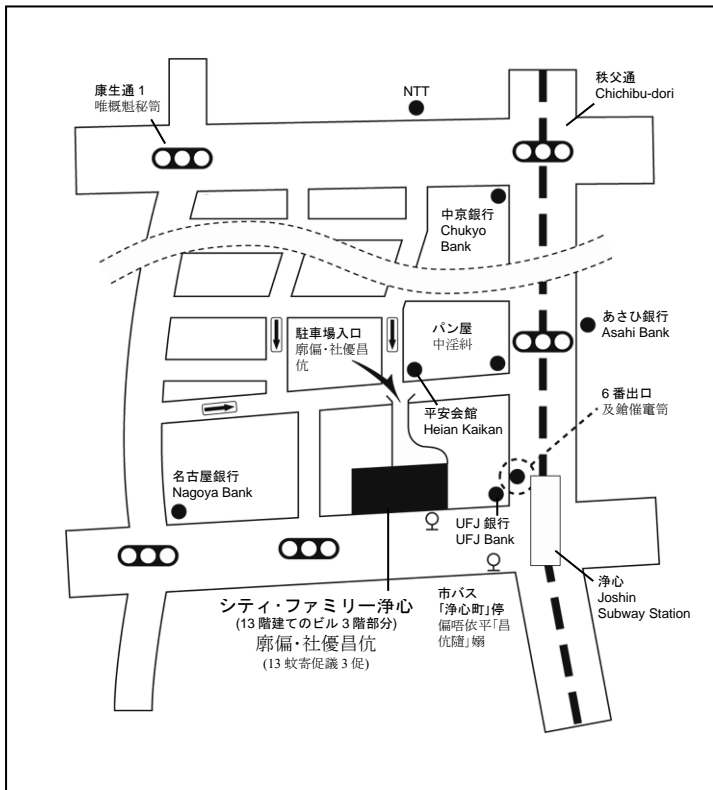 康生通 1
唯概魁秘笥
NTT
秩父通
Chichibu-dori
中京銀行
Chukyo
Bank
あさひ銀行
Asahi Bank
駐車場入口
廓偏・社優昌
伉
パン屋
中淫糾
6 番出口
及鎗催竃笥
平安会館
Heian Kaikan
名古屋銀行
Nagoya Bank
UFJ 銀行
UFJ Bank
浄心
Joshin
Subway Station
シティ・ファミリー浄心
(13 階建てのビル 3 階部分)
廓偏・社優昌伉
(13 蚊寄促議 3 促)
市バス
「浄心町」停
偏唔依平「昌
伉隨」嫋